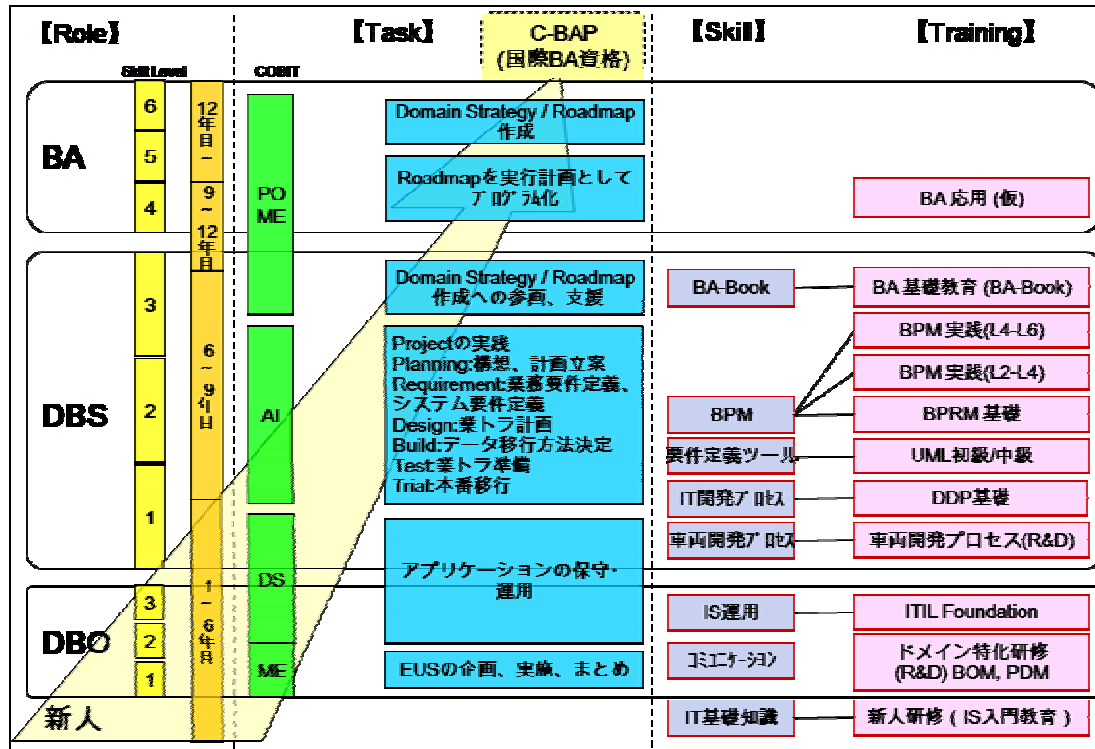 【Role】
【Task】
C-BAP
(国際BA資格)
【Skill】
【Training】
Skill Level
COBIT
BA
6
5
4
12年目~
9~12年目
PO
ME
Domain Strategy / Roadmap
作成
Roadmapを実行計画として
プログラム化
BA 応用 (仮)
DBS
3
2
1
6~9年目
AI
DS
Domain Strategy / Roadmap
作成への参画、支援
Projectの実践
Planning:構想、計画立案
Requirement:業務要件定義、
システム要件定義
Design:業トラ計画
Build:データ移行方法決定
Test:業トラ準備
Trial:本番移行
アプリケーションの保守・
運用
BA-Book
BPM
要件定義ツール
IT開発プロセス
車両開発プロセス
BA 基礎教育 (BA-Book)
BPM 実践(L4-L6)
BPM 実践(L2-L4)
BPRM 基礎
UML初級/中級
DDP基礎
車両開発プロセス(R&D)
DBO
3
2
1
1~6年目
ME
EUSの企画、実施、まとめ
IS運用
コミュニケーション
ITIL Foundation
ドメイン特化研修
(R&D) BOM, PDM
新人
IT基礎知識
新人研修 ( IS入門教育 )